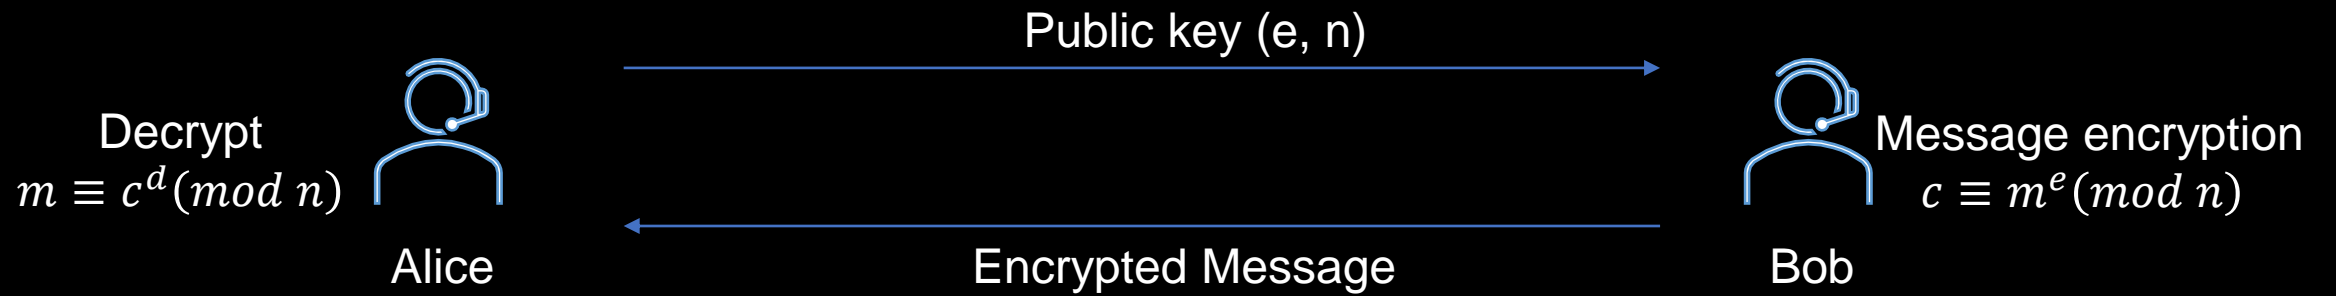 Public key (e, n)
Decrypt
m ≡ c^d(mod n)
Message encryption
c ≡ m^e(mod n)
Alice
Encrypted Message
Bob